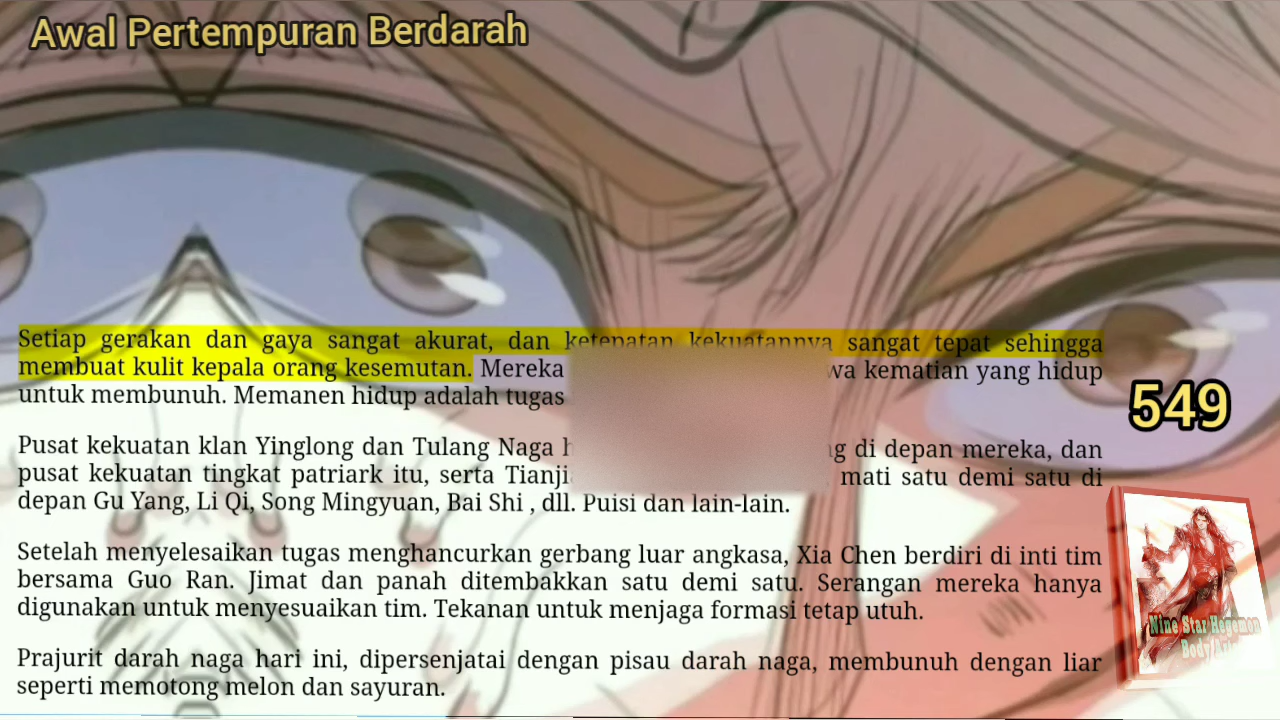 Awal Pertempuran Berdarah
Setiap gerakan dan gaya sangat akurat, dan ketepatan kekuatannya sangat tepat sehingga
membuat kulit kepala orang kesemutan. Mereka kematian yang hidup
untuk membunuh. Memanen hidup adalah tugas
549
Pusat kekuatan klan Yinglong dan Tulang Naga di depan mereka, dan
pusat kekuatan tingkat patriark itu, serta mati satu demi satu di
depan Gu Yang, Li Qi, Song Mingyuan, Bai Shi , dll. Puisi dan lain-lain.
Setelah menyelesaikan tugas menghancurkan gerbang luar angkasa, Xia Chen berdiri di inti tim
bersama Guo Ran. Jimat dan panah ditembakkan satu demi satu. Serangan mereka hanya
digunakan untuk menyesuaikan tim. Tekanan untuk menjaga formasi tetap utuh.
Prajurit darah naga hari ini, dipersenjatai dengan pisau darah naga, membunuh dengan liar
seperti memotong melon dan sayuran.
Nine Star Hegemon
Body